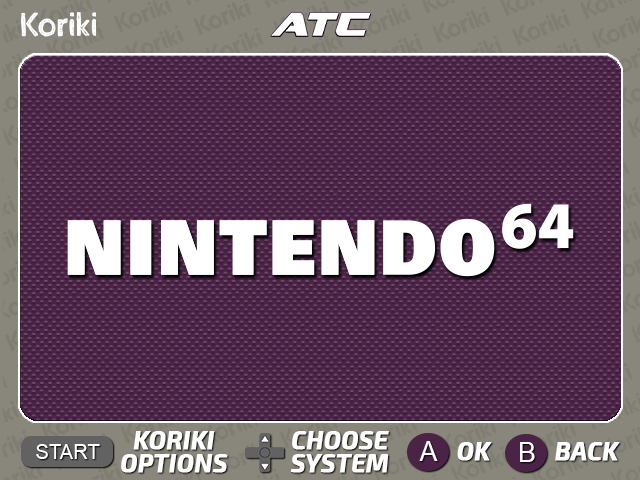 Koriki
ATC
NINTENDO64
START
KORIKI
OPTIONS
CHOOSE
SYSTEM
A
OK
B
BACK